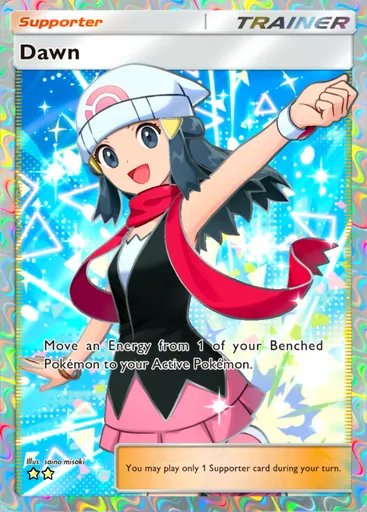 Supporter
TRAINER
Dawn
Move an Energy from 1 of your Benched
Pokémon to your Active Pokémon.
Illus. saino misaki
You may play only 1 Supporter card during your turn.